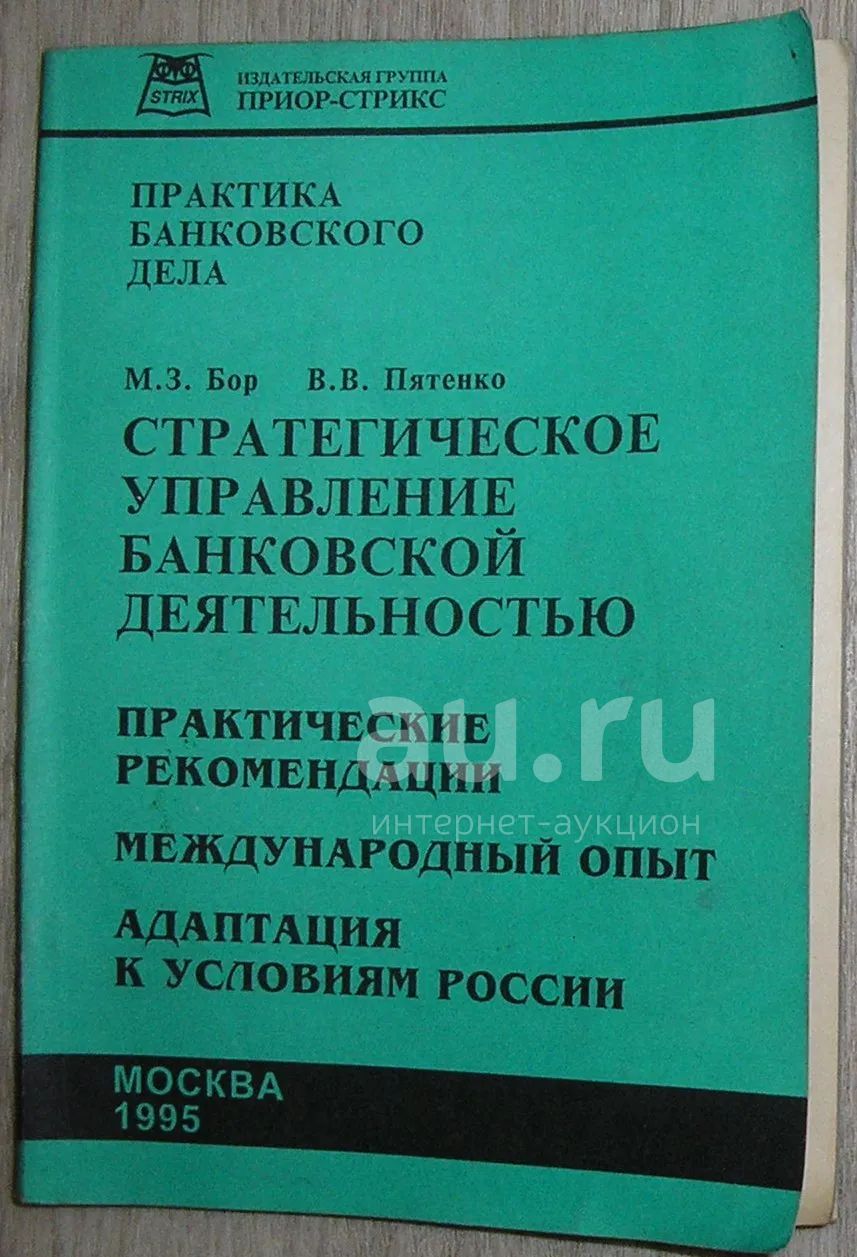 STRIX
ИЗДАТЕЛЬСКАЯ ГРУППА
ПРИОР-СТРИКС
ПРАКТИКА
БАНКОВСКОГО
ДЕЛА
М.З. Бор В.В. Пятенко
СТРАТЕГИЧЕСКОЕ
УПРАВЛЕНИЕ
БАНКОВСКОЙ
ДЕЯТЕЛЬНОСТЬЮ
ПРАКТИЧЕСКИЕ
РЕКОМЕНДАЦИИ
au.ru
интернет-аукцион
МЕЖДУНАРОДНЫЙ ОПЫТ
АДАПТАЦИЯ
К УСЛОВИЯМ РОССИИ
МОСКВА
1995